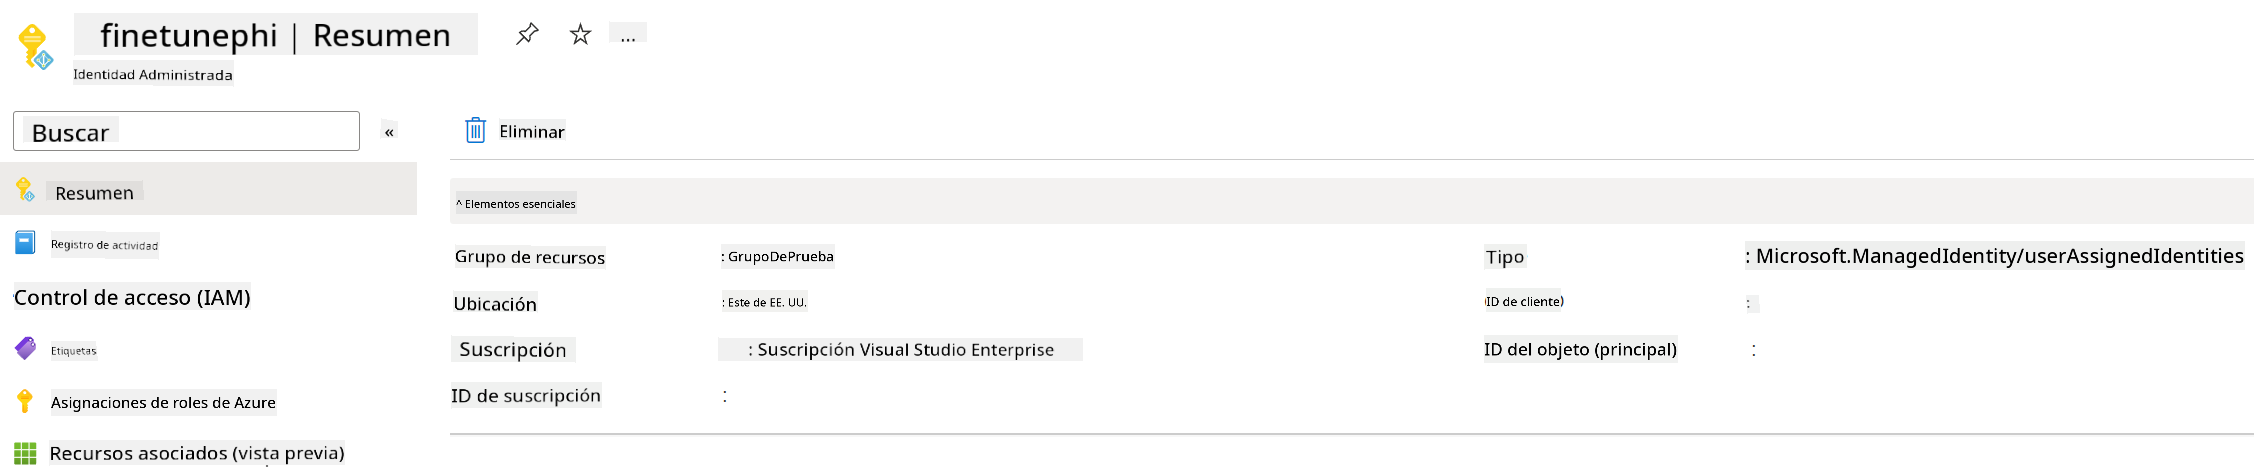 finetunephi | Resumen
...
Identidad Administrada
Buscar
«
Eliminar
Resumen
^ Elementos esenciales
Registro de actividad
Grupo de recursos : GrupoDePrueba
Tipo : Microsoft.ManagedIdentity/userAssignedIdentities
Control de acceso (IAM)
Ubicación : Este de EE. UU.
ID de cliente) :
Etiquetas
Suscripción : Suscripción Visual Studio Enterprise
ID del objeto (principal) :
Asignaciones de roles de Azure
ID de suscripción :
Recursos asociados (vista previa)